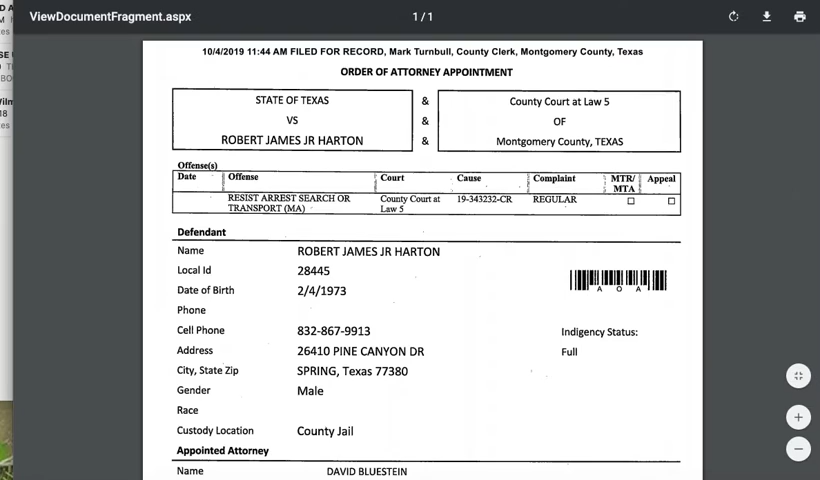 ViewDocumentFragment.aspx
1 / 1
10/4/2019 11:44 AM FILED FOR RECORD, Mark Turnbull, County Clerk, Montgomery County, Texas
ORDER OF ATTORNEY APPOINTMENT
STATE OF TEXAS & County Court at Law 5
VS & OF
ROBERT JAMES JR HARTON & Montgomery County, TEXAS
Offense(s)
Date Offense Court Cause Complaint MTR/ Appeal
MTA
RESIST ARREST SEARCH OR County Court at 19-343232-CR REGULAR
TRANSPORT (MA) Law 5
Defendant
Name ROBERT JAMES JR HARTON
Local Id 28445
Date of Birth 2/4/1973
A O A
Phone
Cell Phone 832-867-9913 Indigency Status:
Address 26410 PINE CANYON DR Full
City, State Zip SPRING, Texas 77380
Gender Male
Race
Custody Location County Jail
Appointed Attorney
Name DAVID BLUESTEIN